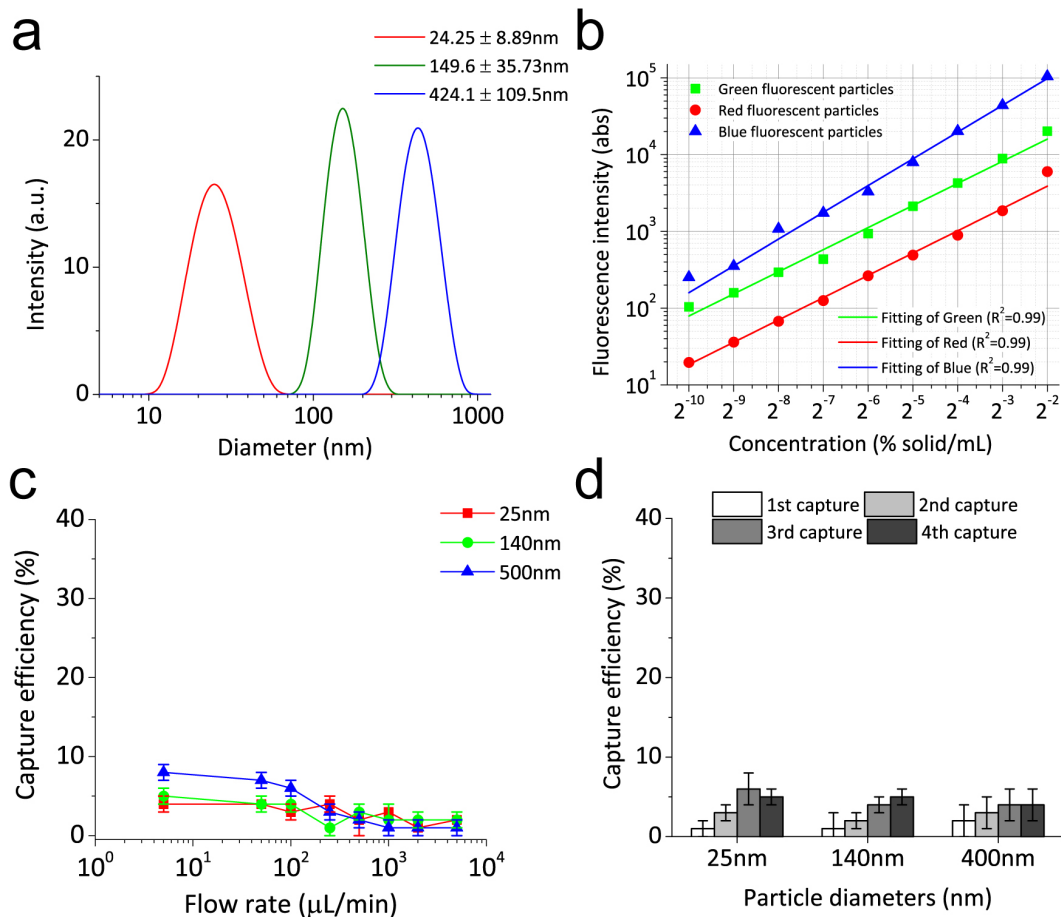 a
24.25 ± 8.89nm
149.6 ± 35.73nm
424.1 ± 109.5nm
Intensity (a.u.)
20
10
0
10
100
1000
Diameter (nm)
b
Green fluorescent particles
Red fluorescent particles
Blue fluorescent particles
Fluorescence intensity (abs)
10^5
10^4
10^3
10^2
10^1
Fitting of Green (R^2=0.99)
Fitting of Red (R^2=0.99)
Fitting of Blue (R^2=0.99)
2^-10 2^-9 2^-8 2^-7 2^-6 2^-5 2^-4 2^-3 2^-2
Concentration (% solid/mL)
c
25nm
140nm
500nm
Capture efficiency (%)
40
30
20
10
0
10^0 10^1 10^2 10^3 10^4
Flow rate (μL/min)
d
1st capture 2nd capture
3rd capture 4th capture
Capture efficiency (%)
40
30
20
10
0
25nm 140nm 400nm
Particle diameters (nm)